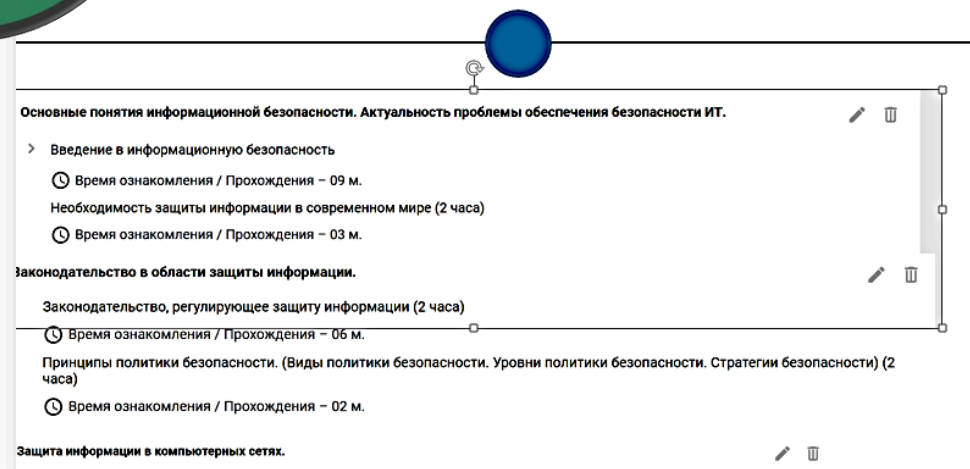 Основные понятия информационной безопасности. Актуальность проблемы обеспечения безопасности ИТ.
Введение в информационную безопасность
Время ознакомления / Прохождения – 09 м.
Необходимость защиты информации в современном мире (2 часа)
Время ознакомления / Прохождения – 03 м.
Законодательство в области защиты информации.
Законодательство, регулирующее защиту информации (2 часа)
Время ознакомления / Прохождения – 06 м.
Принципы политики безопасности. (Виды политики безопасности. Уровни политики безопасности. Стратегии безопасности) (2
часа)
Время ознакомления / Прохождения – 02 м.
Защита информации в компьютерных сетях.